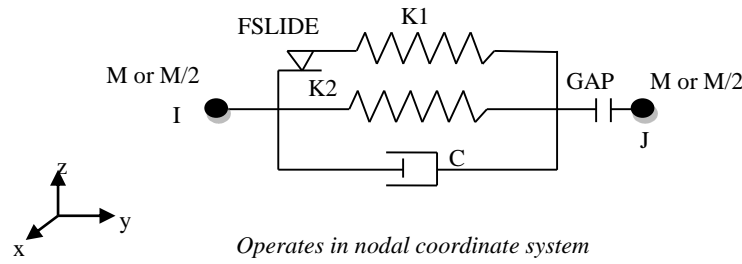 FSLIDE
K1
M or M/2
K2
GAP
M or M/2
I
J
C
z
y
x
Operates in nodal coordinate system